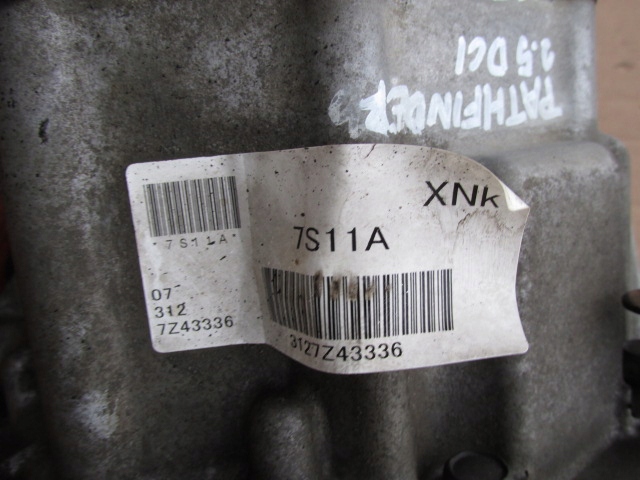 PATHFINDER
2.5 DCI
XNk
7S11A
*7S11A*
07
312
7Z43336
3127Z43336